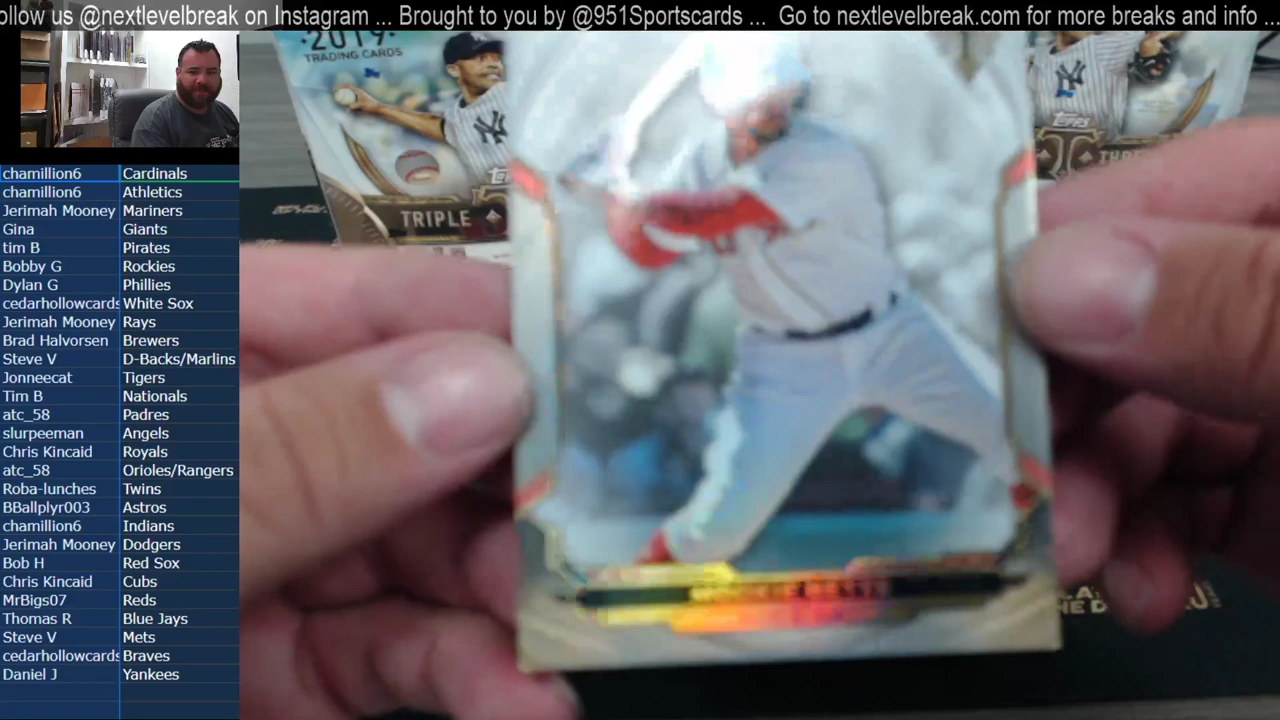 ollow us @nextlevelbreak on Instagram ... Brought to you by @951Sportscards ... Go to nextlevelbreak.com for more breaks and info ...
2019
TRADING CARDS
TRIPLE
TOPPS
chamillion6 Cardinals
chamillion6 Athletics
Jerimah Mooney Mariners
Gina Giants
tim B Pirates
Bobby G Rockies
Dylan G Phillies
cedarhollowcards White Sox
Jerimah Mooney Rays
Brad Halvorsen Brewers
Steve V D-Backs/Marlins
Jonneecat Tigers
Tim B Nationals
atc_58 Padres
slurpeeman Angels
Chris Kincaid Royals
atc_58 Orioles/Rangers
Roba-lunches Twins
BBallplyr003 Astros
chamillion6 Indians
Jerimah Mooney Dodgers
Bob H Red Sox
Chris Kincaid Cubs
MrBigs07 Reds
Thomas R Blue Jays
Steve V Mets
cedarhollowcards Braves
Daniel J Yankees